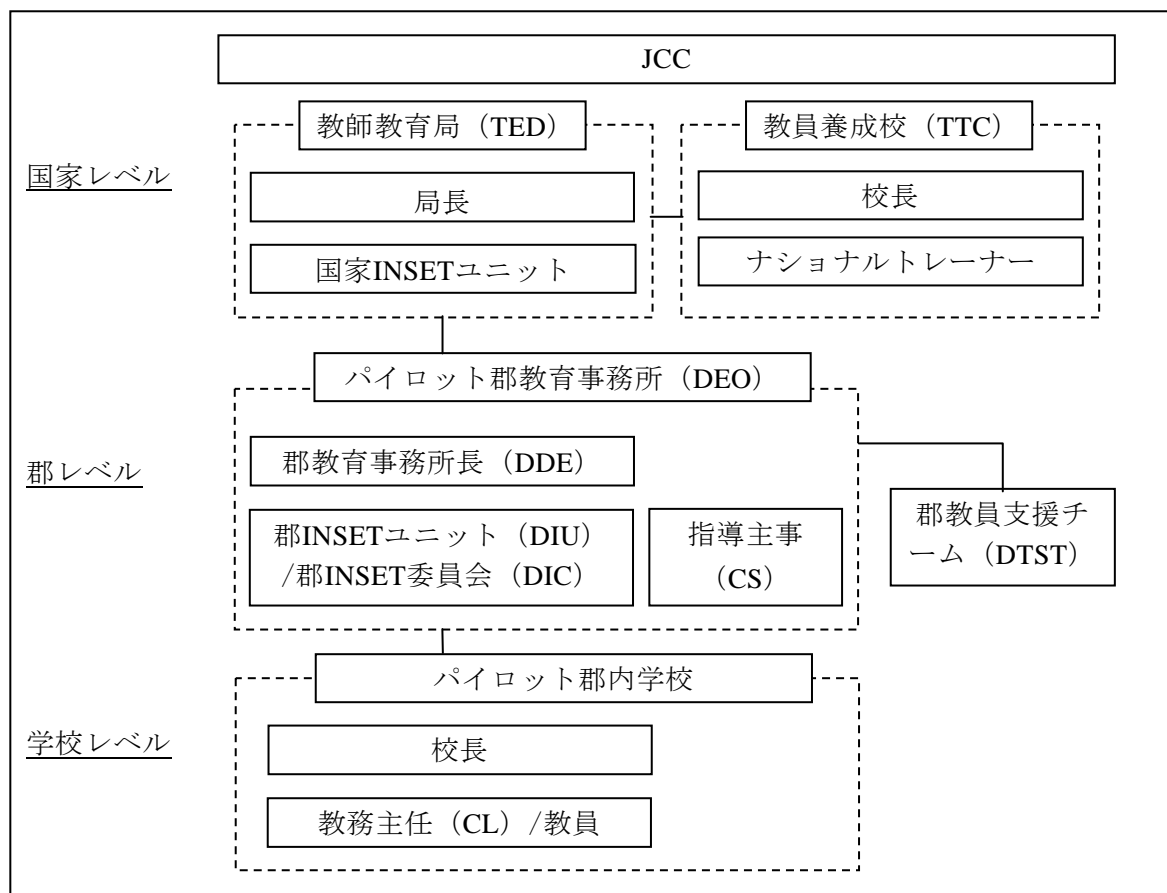 JCC
教師教育局（TED）
教員養成校（TTC）
国家レベル
局長
校長
国家INSETユニット
ナショナルトレーナー
パイロット郡教育事務所（DEO）
郡レベル
郡教育事務所長（DDE）
郡INSETユニット（DIU）
/郡INSET委員会（DIC）
指導主事
（CS）
郡教員支援チ
ーム（DTST）
パイロット郡内学校
学校レベル
校長
教務主任（CL）/教員